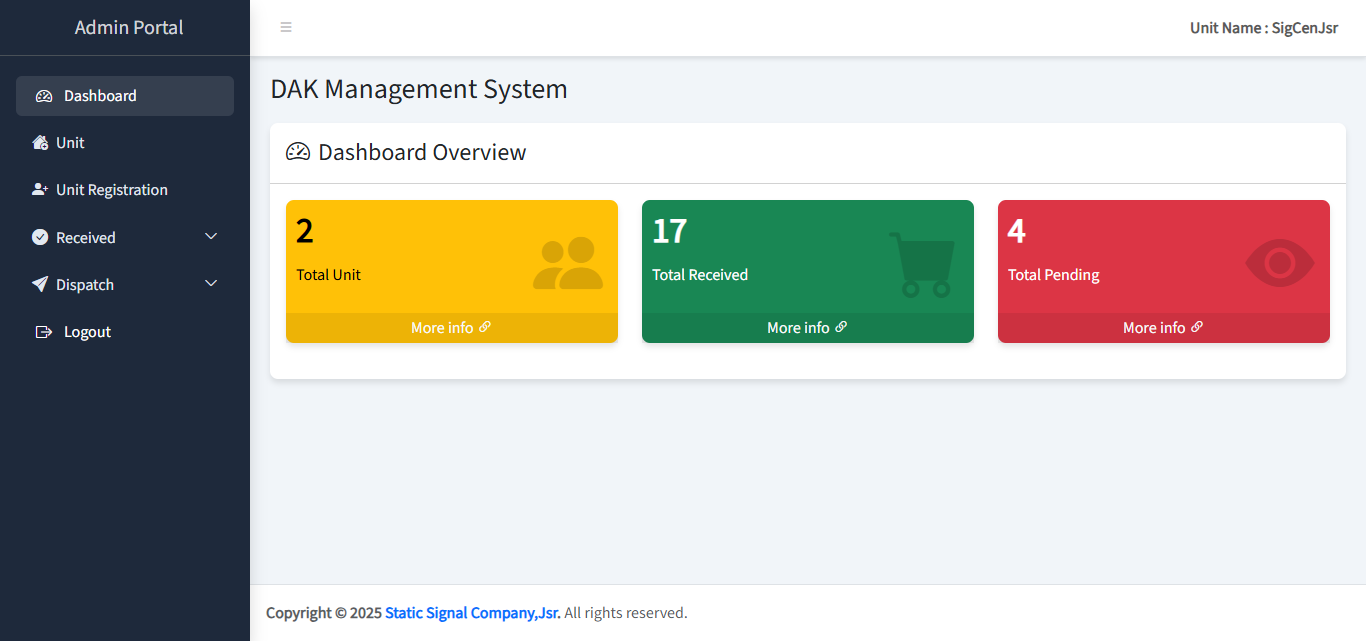 Admin Portal
Unit Name : SigCenJsr
Dashboard
Unit
Unit Registration
Received
Dispatch
Logout
DAK Management System
Dashboard Overview
2
Total Unit
More info
17
Total Received
More info
4
Total Pending
More info
Copyright © 2025 Static Signal Company,Jsr. All rights reserved.